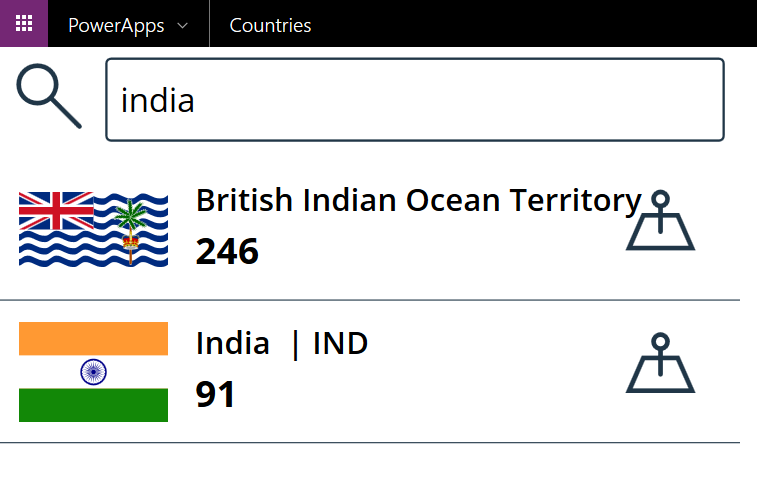 PowerApps Countries
india
British Indian Ocean Territory
246
India | IND
91